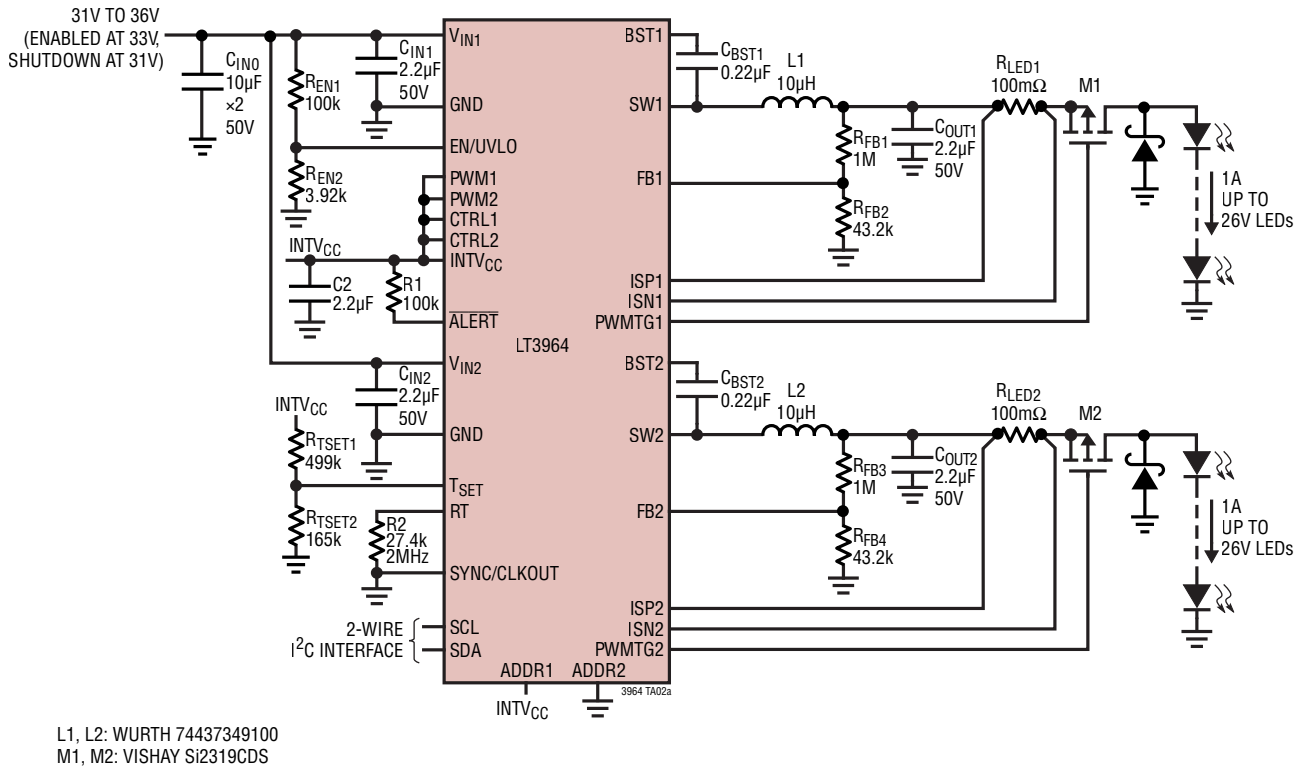 31V TO 36V
(ENABLED AT 33V,
SHUTDOWN AT 31V)
CIN0
10µF
×2
50V
REN1
100k
CIN1
2.2µF
50V
REN2
3.92k
INTVCC
C2
2.2µF
R1
100k
CIN2
2.2µF
50V
INTVCC
RTSET1
499k
RTSET2
165k
R2
27.4k
2MHz
2-WIRE
I2C INTERFACE
VIN1
GND
EN/UVLO
PWM1
PWM2
CTRL1
CTRL2
INTVCC
ALERT
VIN2
GND
TSET
RT
SYNC/CLKOUT
SCL
SDA
ADDR1
ADDR2
INTVCC
LT3964
BST1
SW1
FB1
ISP1
ISN1
PWMTG1
BST2
SW2
FB2
ISP2
ISN2
PWMTG2
3964 TA02a
CBST1
0.22µF
L1
10µH
RFB1
1M
RFB2
43.2k
COUT1
2.2µF
50V
RLED1
100mΩ
M1
1A
UP TO
26V LEDs
CBST2
0.22µF
L2
10µH
RFB3
1M
RFB4
43.2k
COUT2
2.2µF
50V
RLED2
100mΩ
M2
1A
UP TO
26V LEDs
L1, L2: WURTH 74437349100
M1, M2: VISHAY Si2319CDS